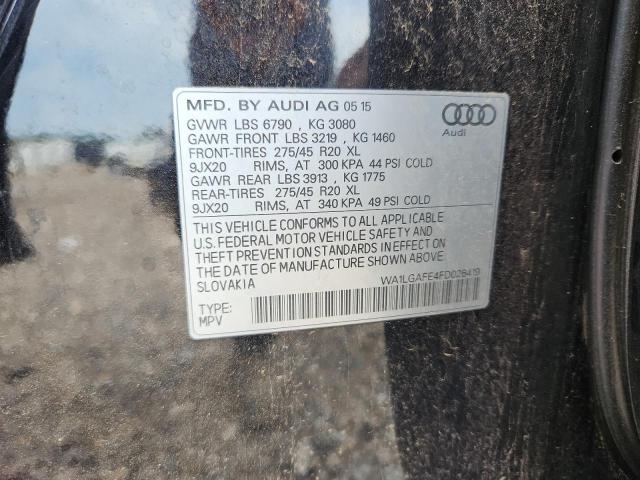 MFD. BY AUDI AG 05 15
GVWR LBS 6790 , KG 3080
GAWR FRONT LBS 3219 , KG 1460
FRONT-TIRES 275/45 R20 XL
9JX20 RIMS, AT 300 KPA 44 PSI COLD
GAWR REAR LBS 3913 , KG 1775
REAR-TIRES 275/45 R20 XL
9JX20 RIMS, AT 340 KPA 49 PSI COLD
Audi
THIS VEHICLE CONFORMS TO ALL APPLICABLE
U.S. FEDERAL MOTOR VEHICLE SAFETY AND
THEFT PREVENTION STANDARDS IN EFFECT ON
THE DATE OF MANUFACTURE SHOWN ABOVE.
SLOVAKIA
WA1LGAFE4FD028419
TYPE:
MPV